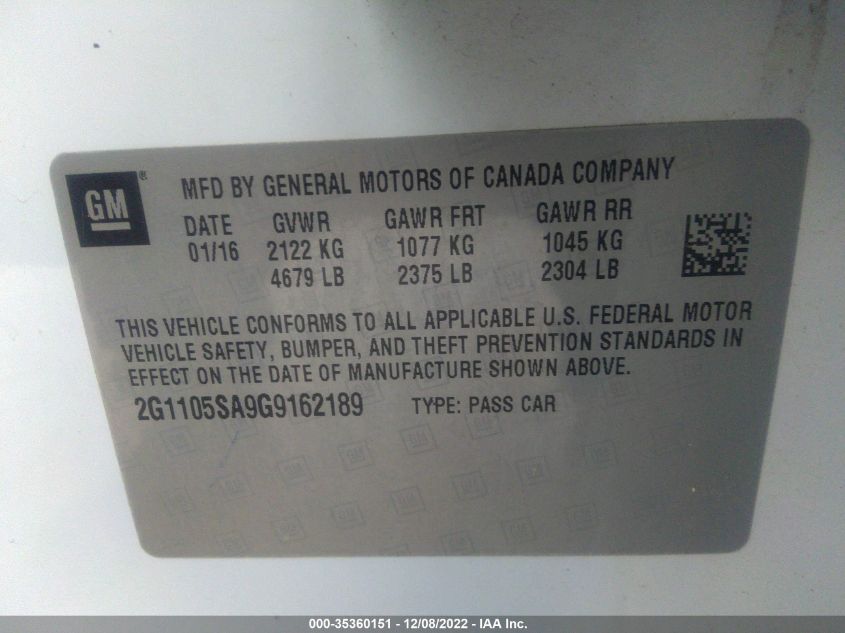 GM ®
MFD BY GENERAL MOTORS OF CANADA COMPANY
DATE GVWR GAWR FRT GAWR RR
01/16 2122 KG 1077 KG 1045 KG
4679 LB 2375 LB 2304 LB
THIS VEHICLE CONFORMS TO ALL APPLICABLE U.S. FEDERAL MOTOR
VEHICLE SAFETY, BUMPER, AND THEFT PREVENTION STANDARDS IN
EFFECT ON THE DATE OF MANUFACTURE SHOWN ABOVE.
2G1105SA9G9162189 TYPE: PASS CAR
000-35360151 - 12/08/2022 - IAA Inc.